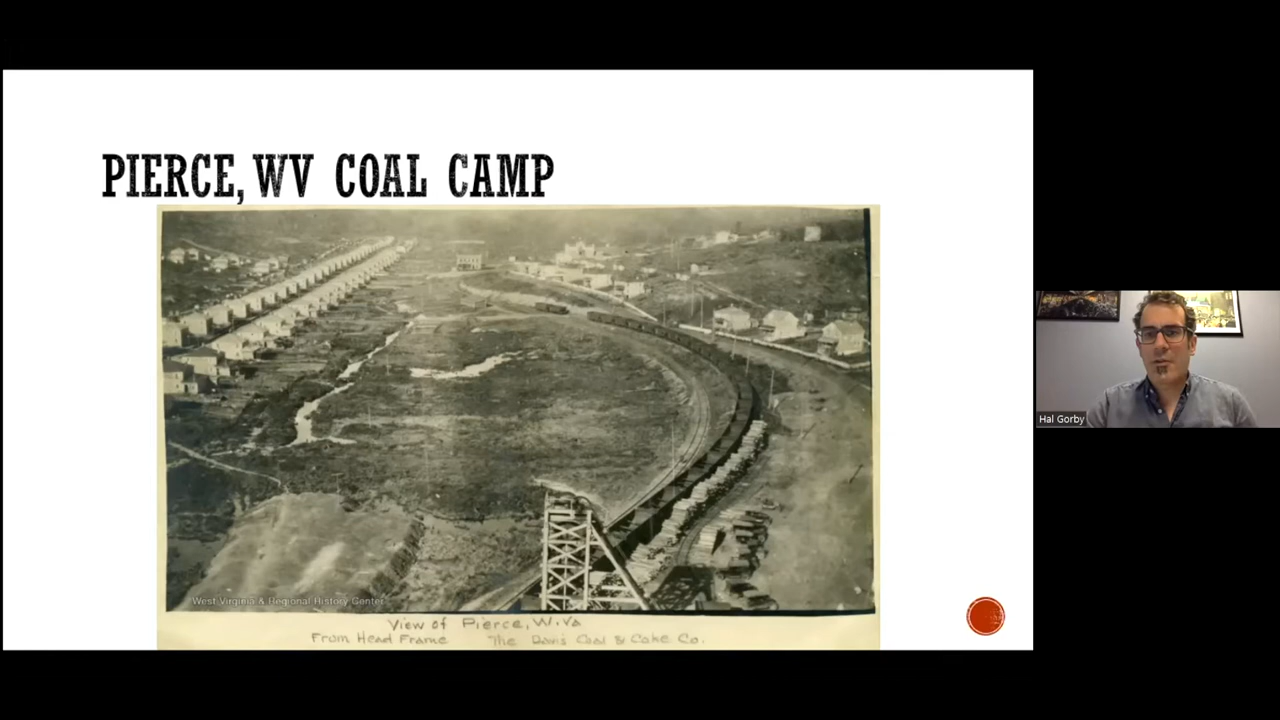 PIERCE, WV COAL CAMP
West Virginia & Regional History Center
View of Pierce, W.Va
From Head Frame The Davis Coal & Coke Co.
Hal Gorby